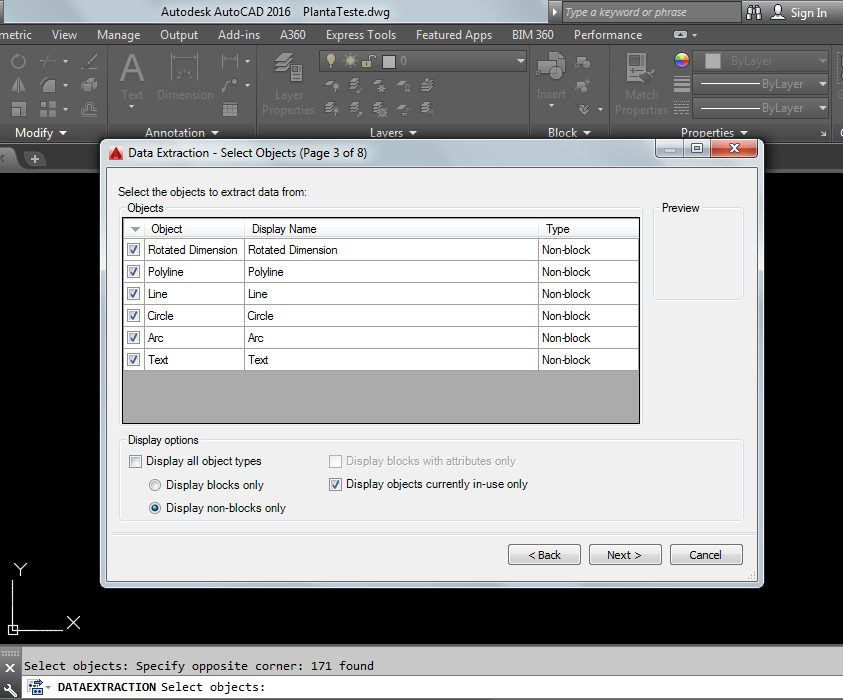 Autodesk AutoCAD 2016 PlantaTeste.dwg
Type a keyword or phrase
Sign In
metric View Manage Output Add-ins A360 Express Tools Featured Apps BIM 360 Performance
Text Dimension
Layer Properties
0
Insert
Match Properties
ByLayer
ByLayer
ByLayer
Modify Annotation Layers Block Properties
Data Extraction - Select Objects (Page 3 of 8)
Select the objects to extract data from:
Objects
Preview
Object Display Name Type
Rotated Dimension Rotated Dimension Non-block
Polyline Polyline Non-block
Line Line Non-block
Circle Circle Non-block
Arc Arc Non-block
Text Text Non-block
Display options
Display all object types
Display blocks with attributes only
Display blocks only
Display objects currently in-use only
Display non-blocks only
< Back Next > Cancel
Y
X
Select objects: Specify opposite corner: 171 found
DATAEXTRACTION Select objects: